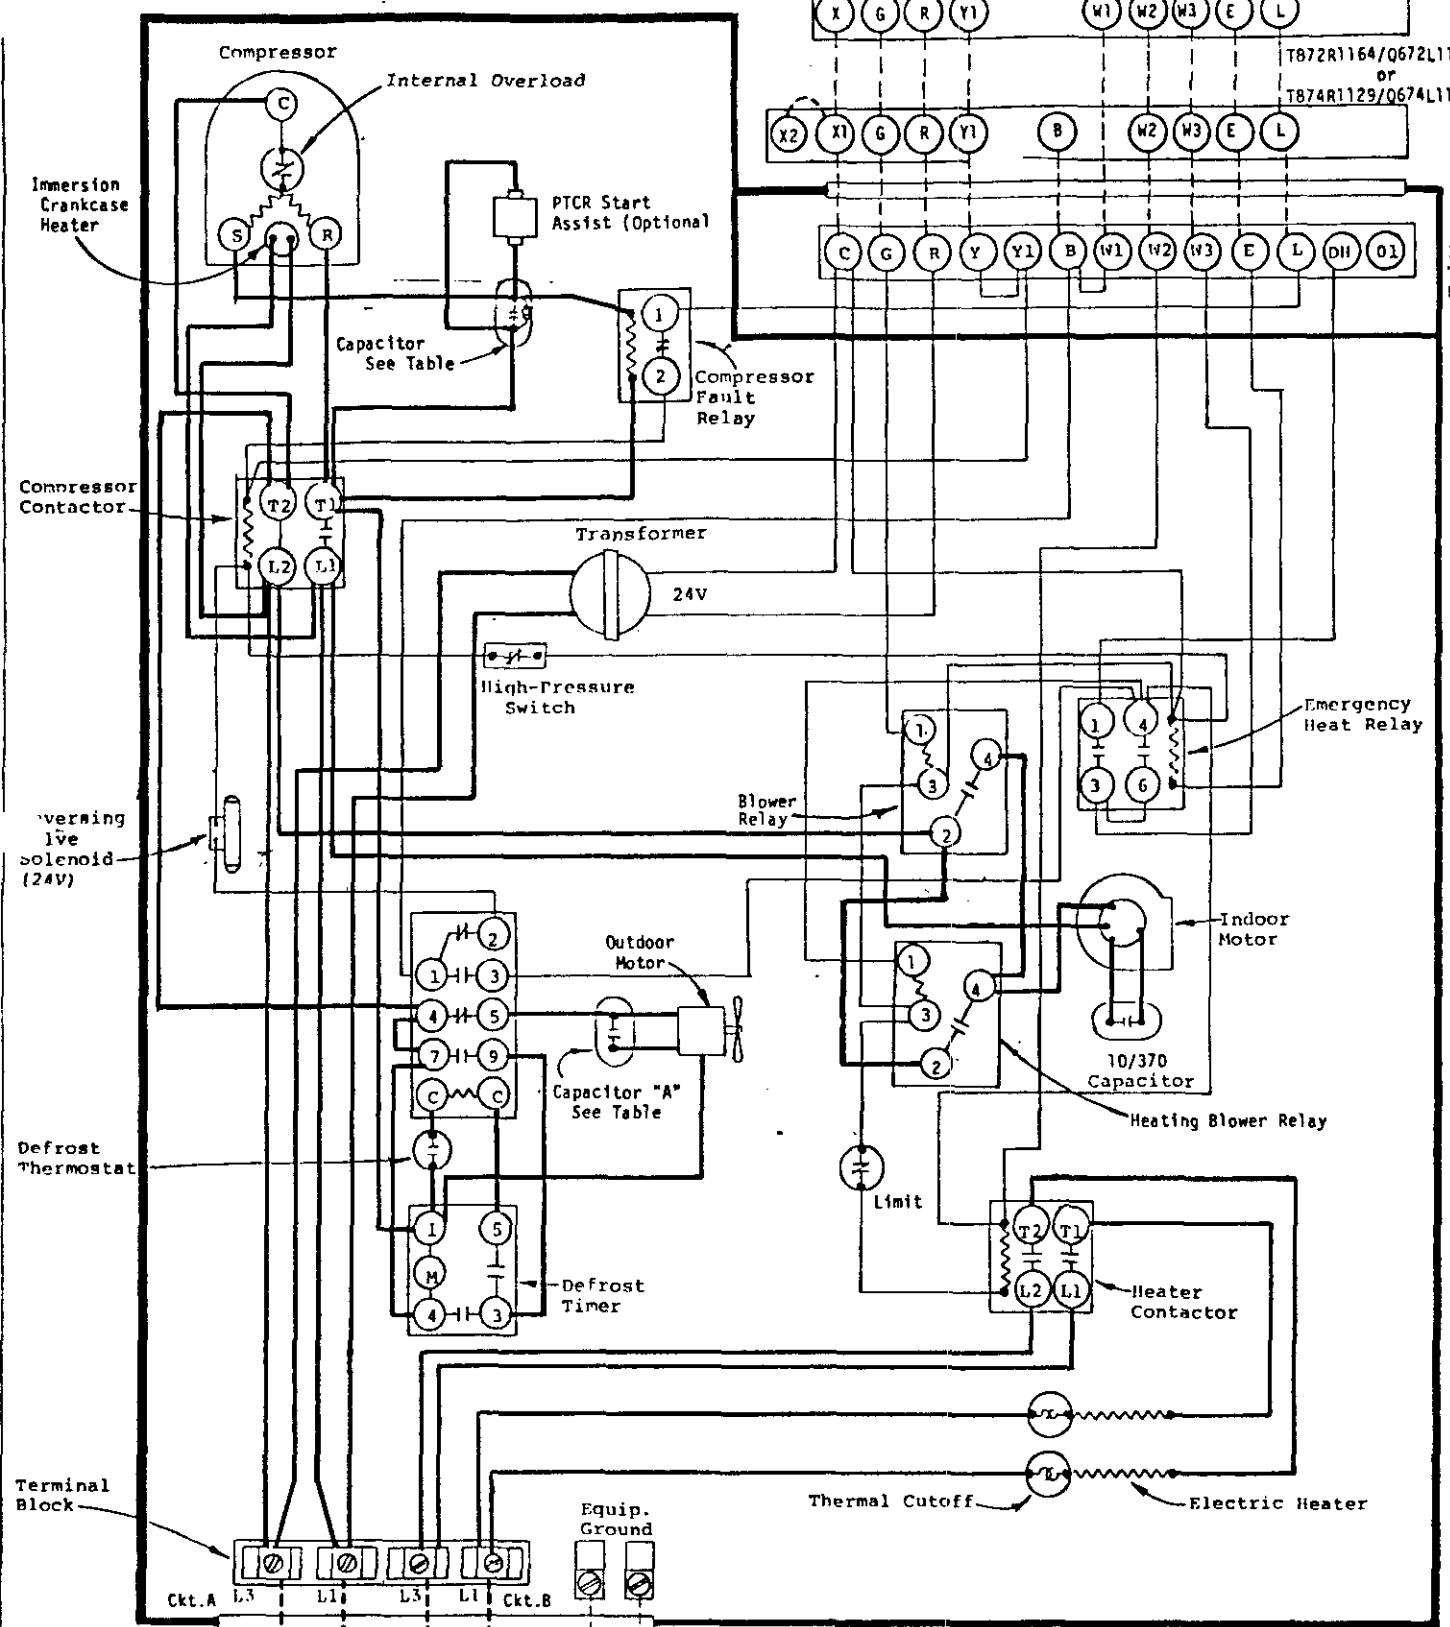 X G R Y1 W1 W2 W3 E L
T872R1164/Q672L11
or
T874R1129/Q674L11
X2 X1 G R Y1 B W2 W3 E L
C G R Y Y1 B W1 W2 W3 E L DH O1
Compressor
Internal Overload
C
S R
Immersion
Crankcase
Heater
PTCR Start
Assist (Optional
Capacitor
See Table
1
2
Compressor
Fault
Relay
Compressor
Contactor
T2 T1
L2 L1
Transformer
24V
High-Pressure
Switch
Emergency
Heat Relay
1 4
3 6
Blower
Relay
1
4
3
2
versing
lve
Solenoid
(24V)
2
1 3
4 5
7 9
C C
Outdoor
Motor
Capacitor "A"
See Table
Indoor
Motor
10/370
Capacitor
1
4
3
2
Heating Blower Relay
Defrost
Thermostat
Limit
1 5
M
4 3
Defrost
Timer
T2 T1
L2 L1
Heater
Contactor
Thermal Cutoff
Electric Heater
Terminal
Block
Equip.
Ground
Ckt.A L3 L1 L3 L1 Ckt.B